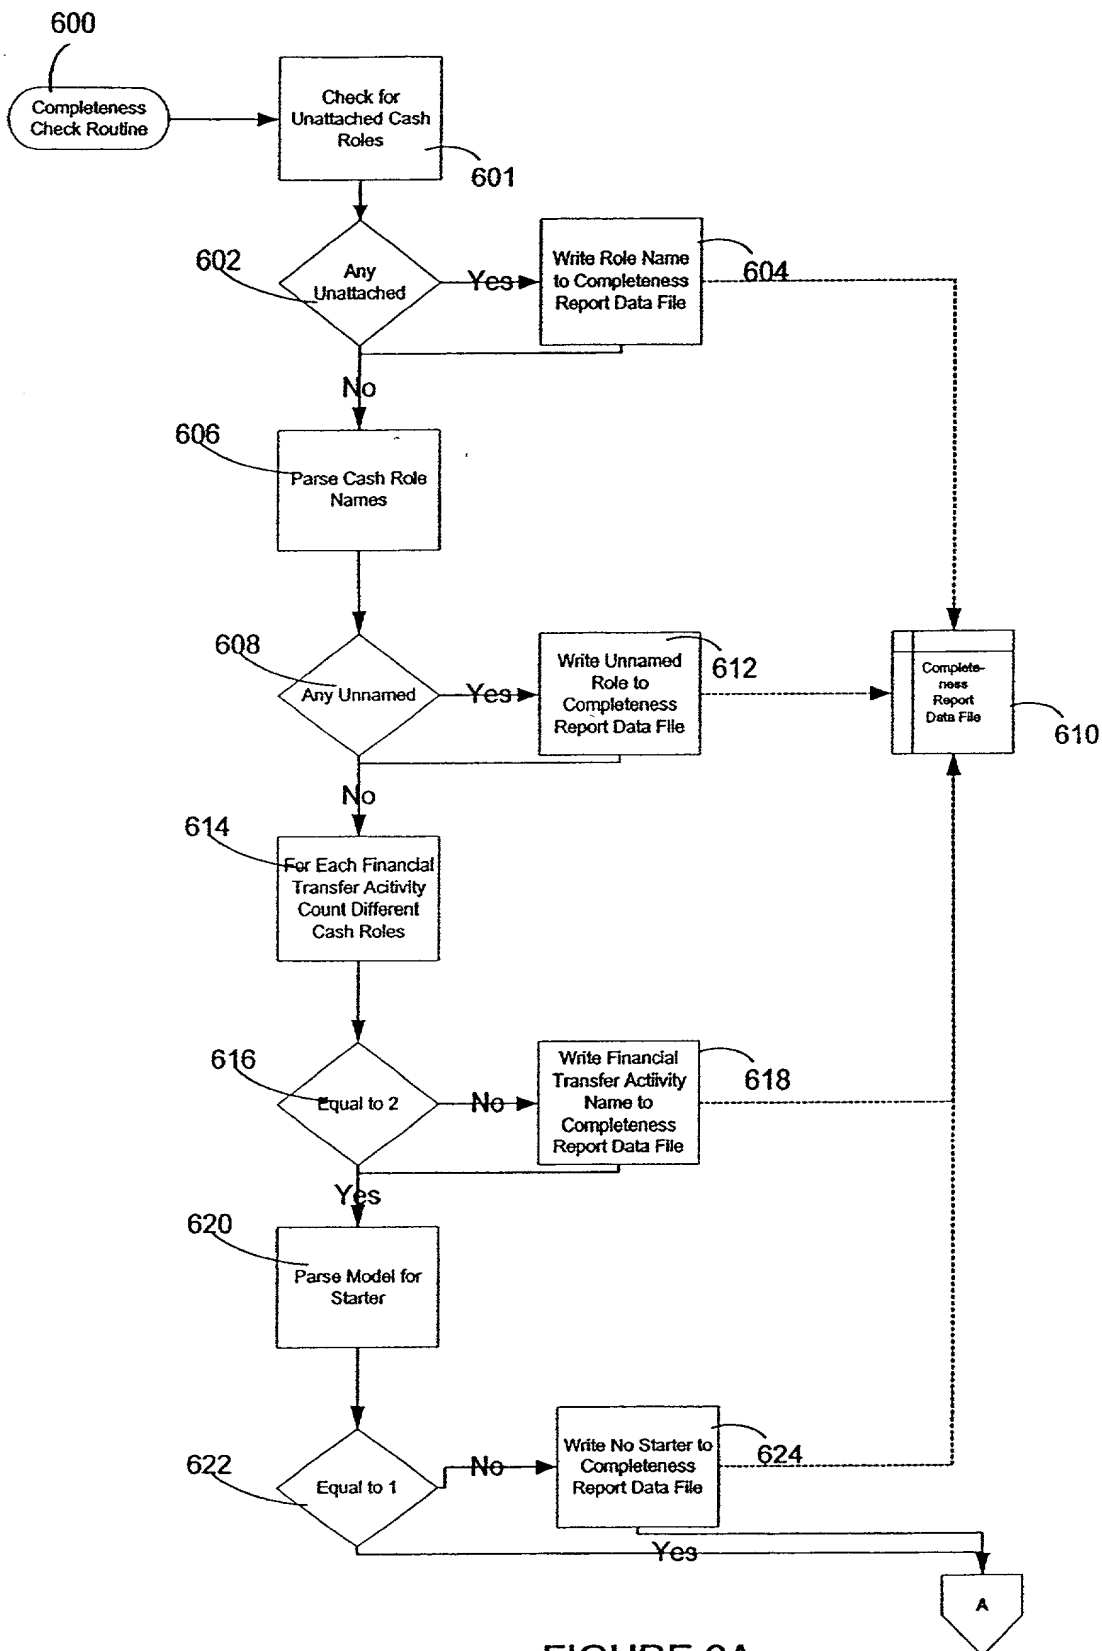 600
Completeness
Check Routine
Check for
Unattached Cash
Roles
601
602
Any
Unattached
Yes
Write Role Name
to Completeness
Report Data File
604
No
606
Parse Cash Role
Names
608
Any Unnamed
Yes
Write Unnamed
Role to
Completeness
Report Data File
612
Complete-
ness
Report
Data File
610
No
614
For Each Financial
Transfer Acitivity
Count Different
Cash Roles
616
Equal to 2
No
Write Financial
Transfer Actiivity
Name to
Completeness
Report Data File
618
Yes
620
Parse Model for
Starter
622
Equal to 1
No
Write No Starter to
Completeness
Report Data File
624
Yes
A